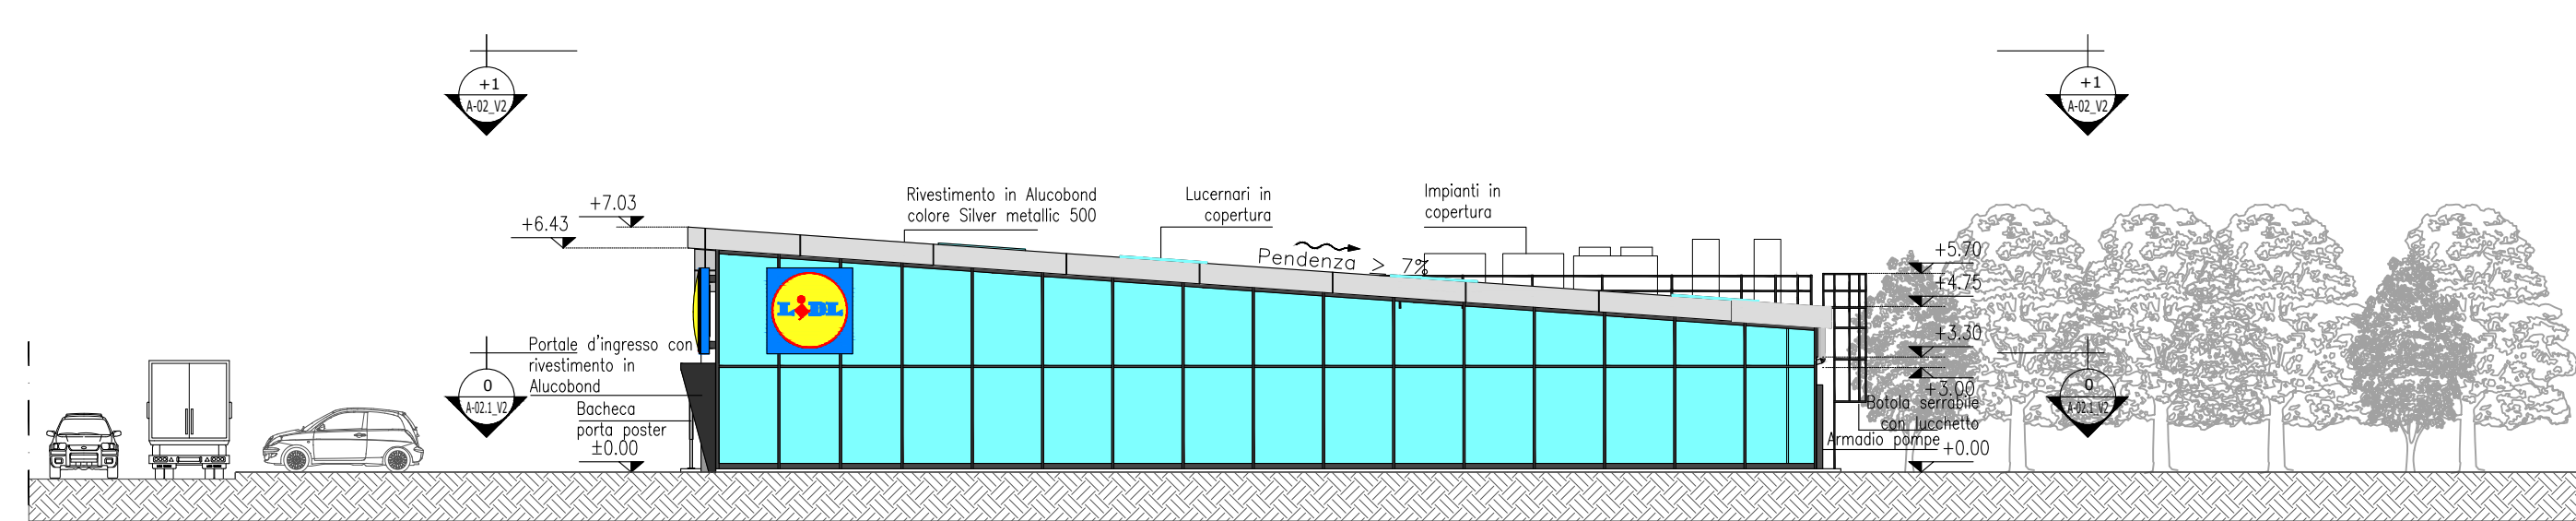 +1
A-02_V2
+1
A-02_V2
+7.03
+6.43
Rivestimento in Alucobond
colore Silver metallic 500
Lucernari in
copertura
Impianti in
copertura
Pendenza > 7%
+5.70
+4.75
+3.30
+3.00
LIDL
Portale d'ingresso con
rivestimento in
Alucobond
0
A-02.1_V2
Bacheca
porta poster
±0.00
0
A-02.1_V2
Botola serrabile
con lucchetto
Armadio pompe
+0.00